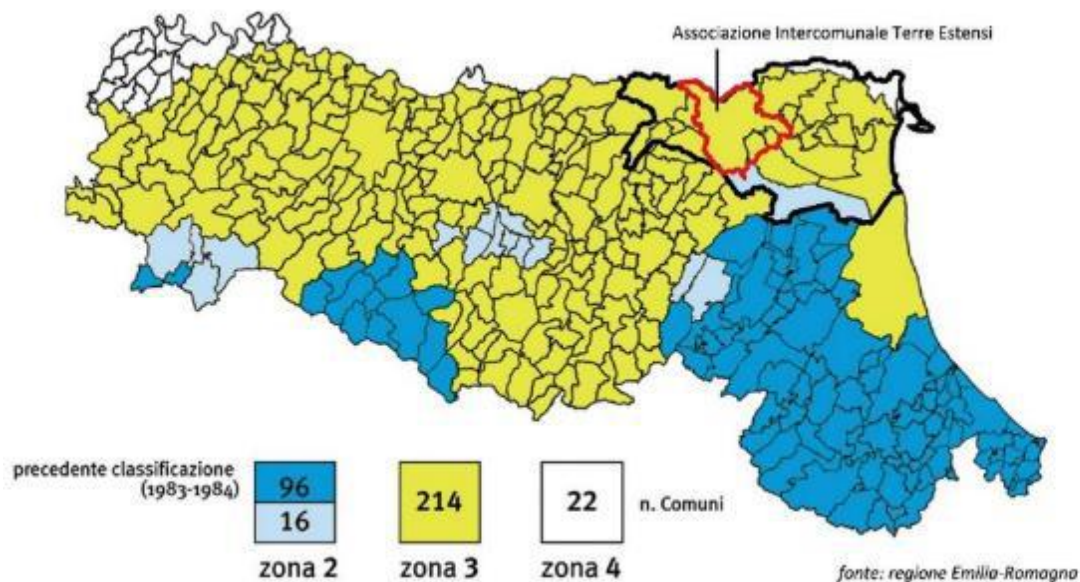 Associazione Intercomunale Terre Estensi
precedente classificazione
(1983-1984)
96
16
214
22
n. Comuni
zona 2
zona 3
zona 4
fonte: regione Emilia-Romagna